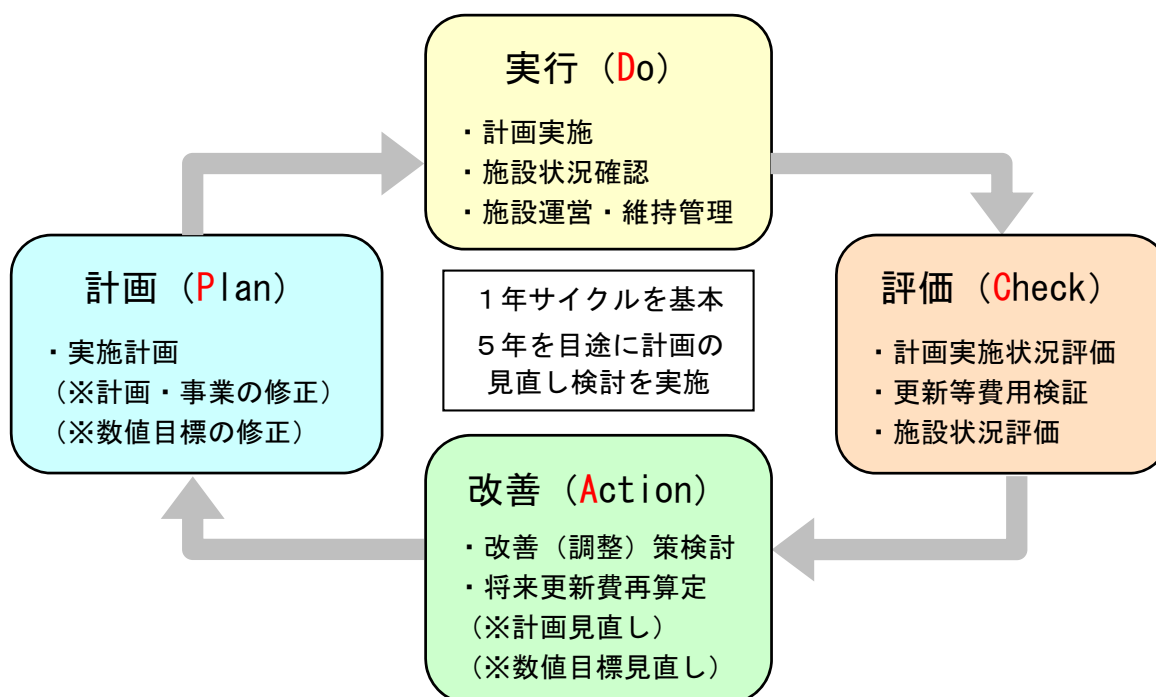 実行（Do）
・計画実施
・施設状況確認
・施設運営・維持管理
計画（Plan）
・実施計画
（※計画・事業の修正）
（※数値目標の修正）
１年サイクルを基本
５年を目途に計画の
見直し検討を実施
評価（Check）
・計画実施状況評価
・更新等費用検証
・施設状況評価
改善（Action）
・改善（調整）策検討
・将来更新費再算定
（※計画見直し）
（※数値目標見直し）